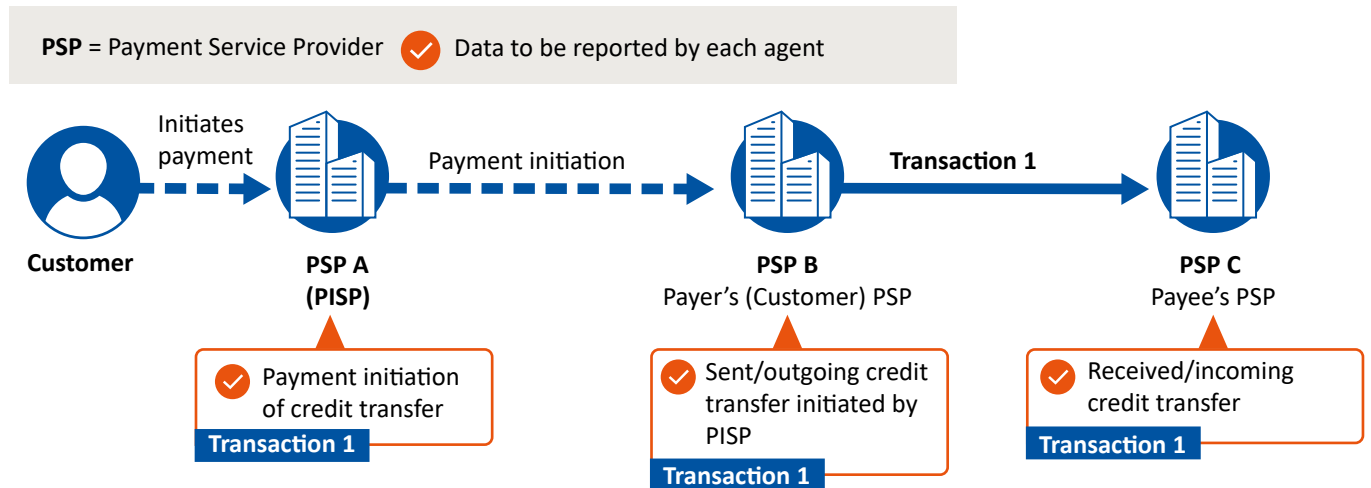 PSP = Payment Service Provider Data to be reported by each agent
Initiates
payment
Payment initiation
Transaction 1
Customer
PSP A
(PISP)
PSP B
Payer’s (Customer) PSP
PSP C
Payee’s PSP
Payment initiation
of credit transfer
Transaction 1
Sent/outgoing credit
transfer initiated by
PISP
Transaction 1
Received/incoming
credit transfer
Transaction 1